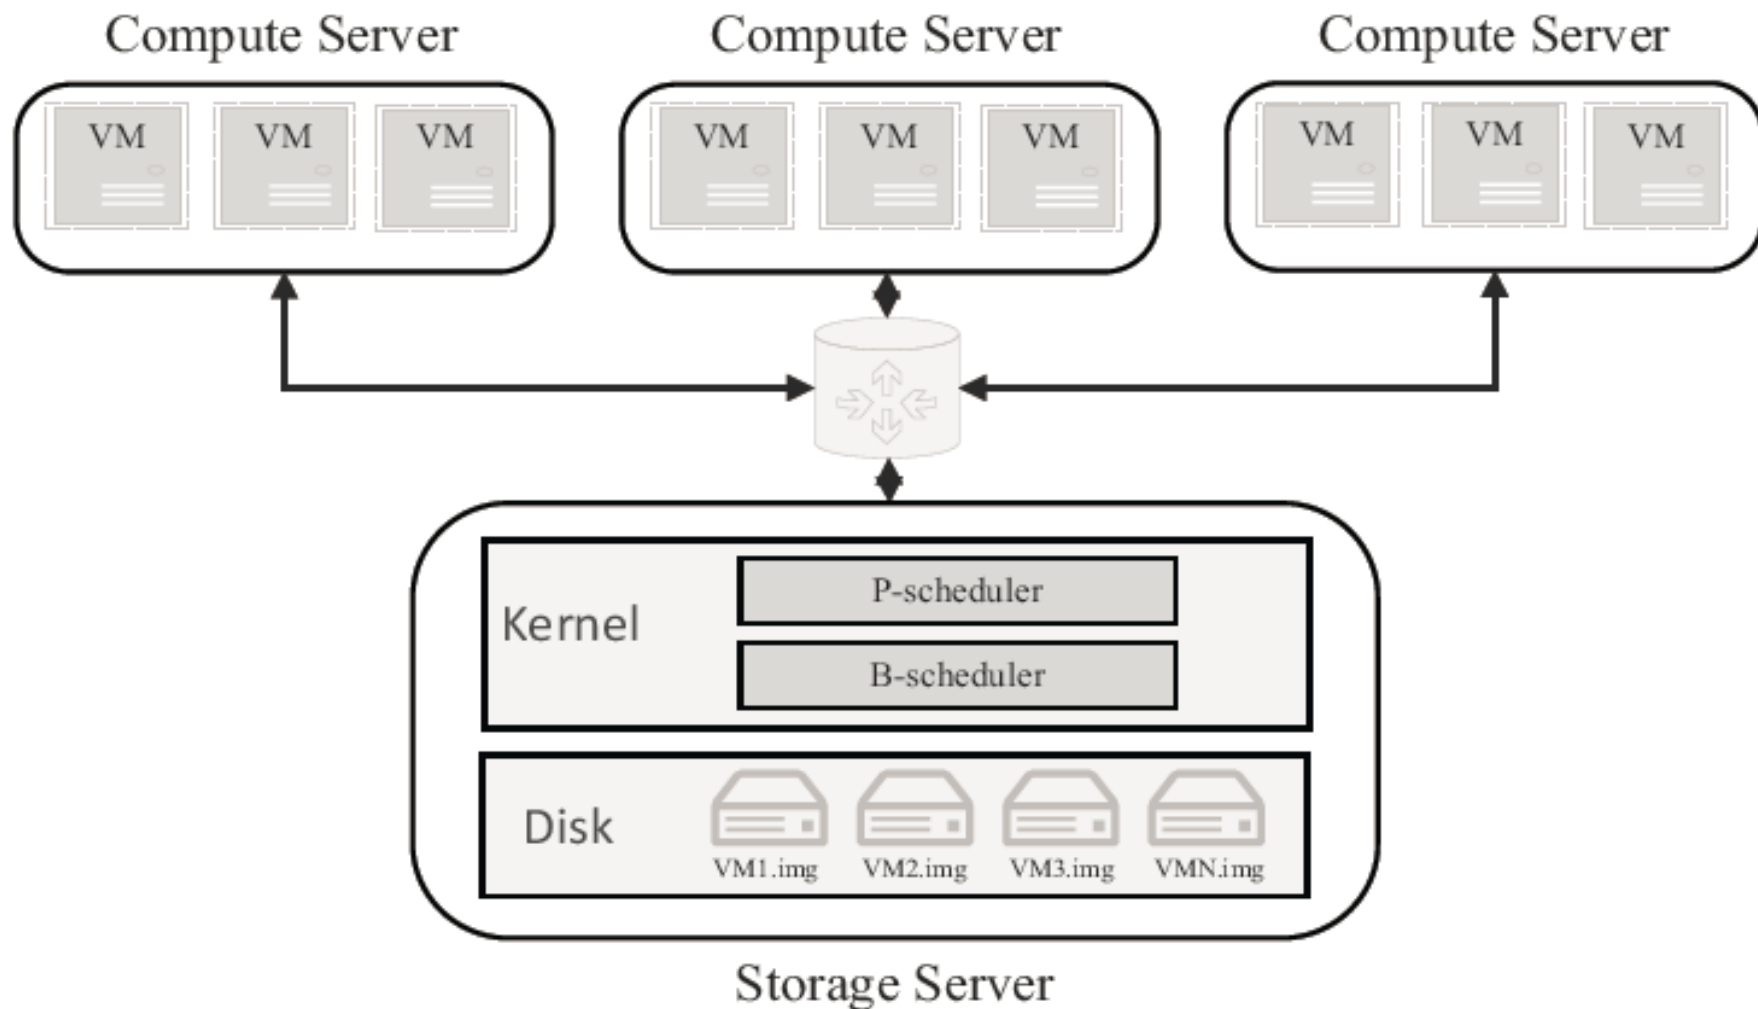 Compute Server
Compute Server
Compute Server
VM
VM
VM
VM
VM
VM
VM
VM
VM
Kernel
P-scheduler
B-scheduler
Disk
VM1.img
VM2.img
VM3.img
VMN.img
Storage Server